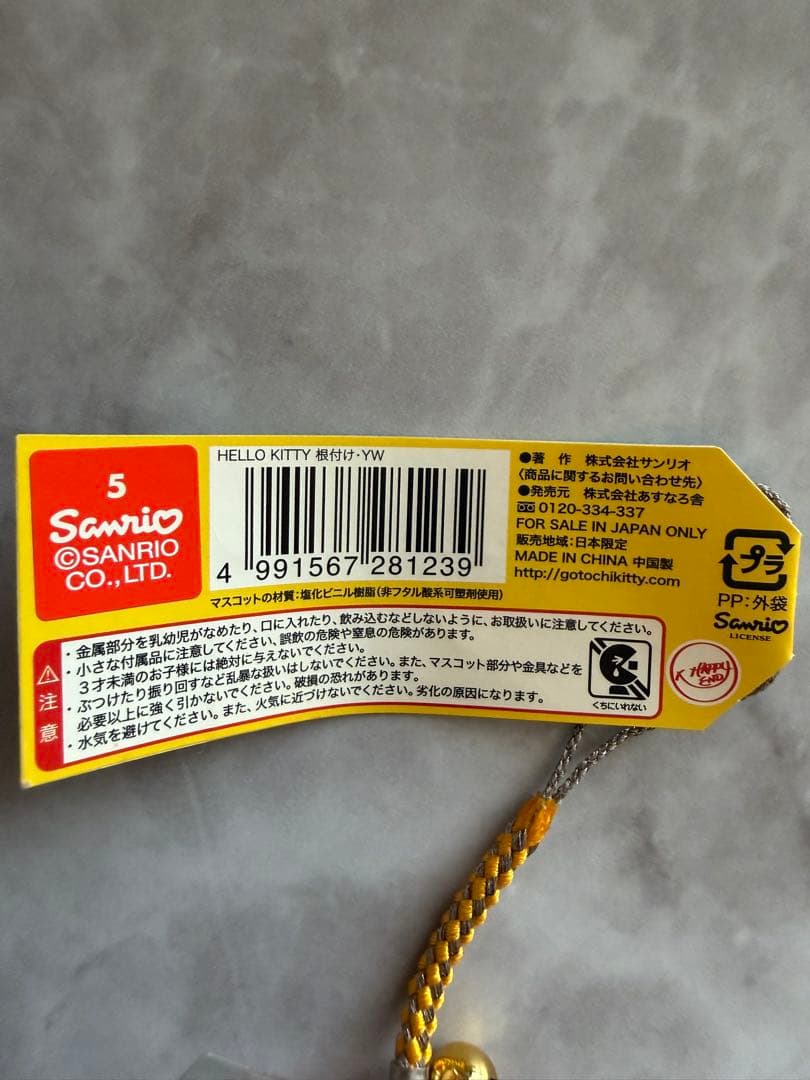 5
Sanrio
©SANRIO
CO., LTD.
HELLO KITTY 根付け・YW
4 991567 281239
マスコットの材質:塩化ビニル樹脂(非フタル酸系可塑剤使用)
●著 作 株式会社サンリオ
〈商品に関するお問い合わせ先〉
●発売元 株式会社あすなろ舎
0120-334-337
FOR SALE IN JAPAN ONLY
販売地域:日本限定
MADE IN CHINA 中国製
http://gotochikitty.com
プラ
PP:外袋
Sanrio
LICENSE
注意
・金属部分を乳幼児がなめたり、口に入れたり、飲み込むなどしないように、お取扱いに注意してください。
・小さな付属品に注意してください、誤飲の危険や窒息の危険があります。
3才未満のお子様には絶対に与えないでください。
・ぶつけたり振り回すなど乱暴な扱いはしないでください。また、マスコット部分や金具などを
必要以上に強く引かないでください。破損の恐れがあります。
・水気を避けてください。また、火気に近づけないでください。劣化の原因になります。
くちにいれない
HAPPY
END